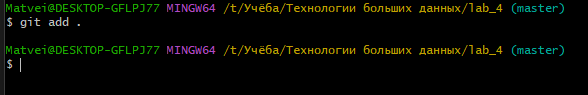 Matvei@DESKTOP-GFLPJ77 MINGW64 /t/Учёба/Технологии больших данных/lab_4 (master)
$ git add .
Matvei@DESKTOP-GFLPJ77 MINGW64 /t/Учёба/Технологии больших данных/lab_4 (master)
$